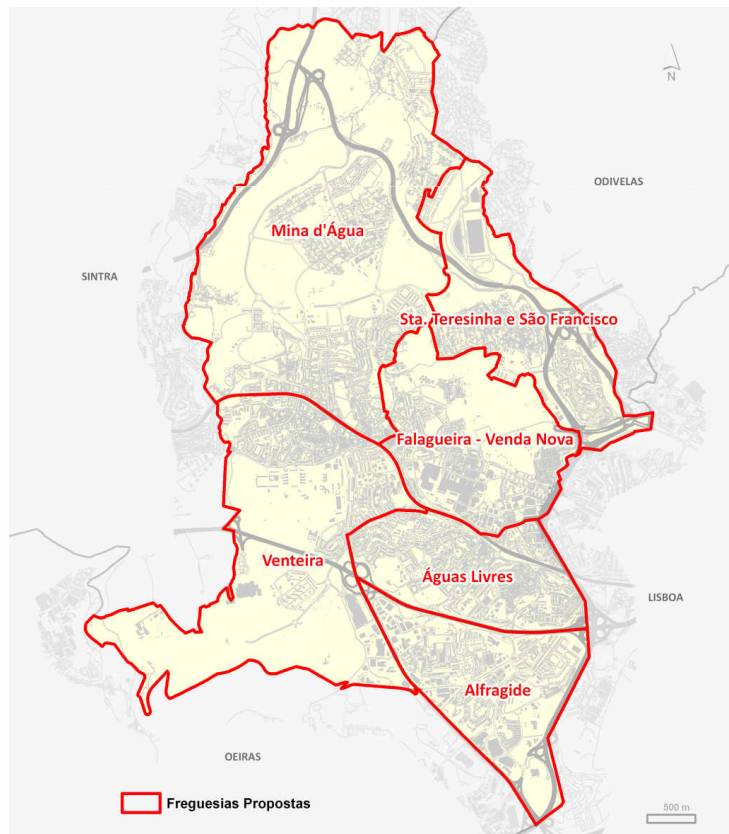 N
ODIVELAS
Mina d'Água
SINTRA
Sta. Teresinha e São Francisco
Falagueira - Venda Nova
Venteira
Águas Livres
LISBOA
Alfragide
OEIRAS
Freguesias Propostas
500 m